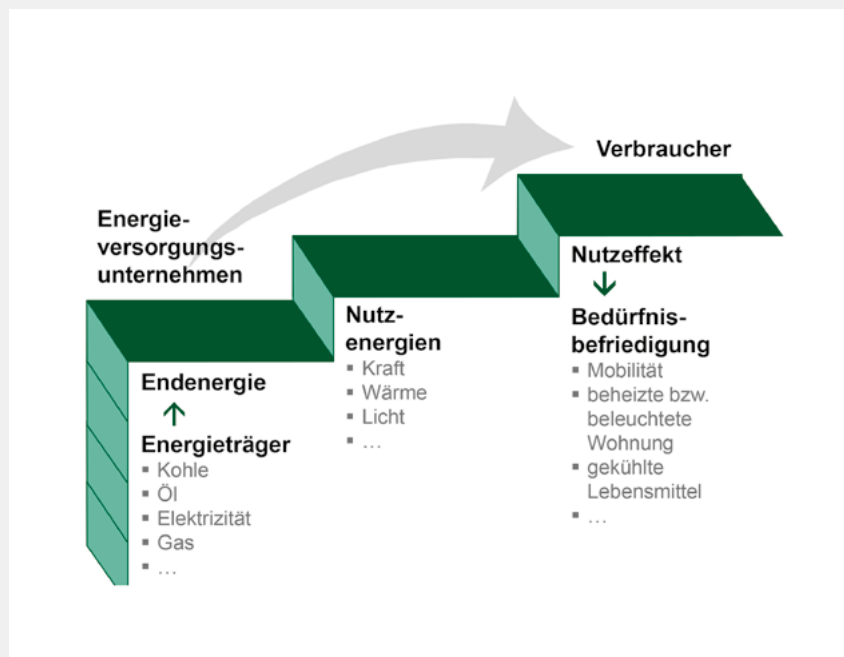 Verbraucher
Energie-
versorgungs-
unternehmen
Endenergie
Energieträger
▪ Kohle
▪ Öl
▪ Elektrizität
▪ Gas
▪ ...
Nutz-
energien
▪ Kraft
▪ Wärme
▪ Licht
▪ ...
Nutzeffekt
Bedürfnis-
befriedigung
▪ Mobilität
▪ beheizte bzw.
beleuchtete
Wohnung
▪ gekühlte
Lebensmittel
▪ ...